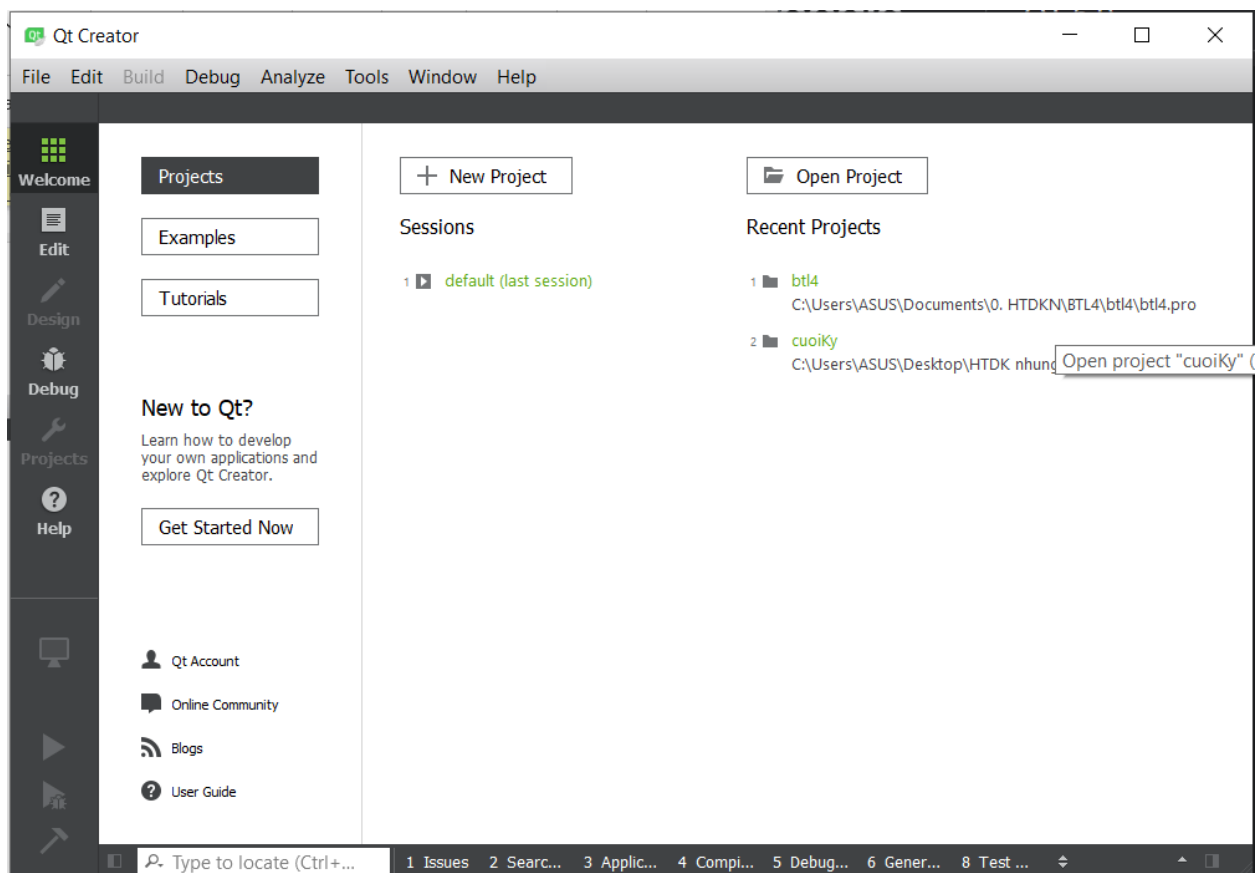 Qt Creator
File Edit Build Debug Analyze Tools Window Help
Welcome
Edit
Design
Debug
Projects
Help
Projects
Examples
Tutorials
New to Qt?
Learn how to develop
your own applications and
explore Qt Creator.
Get Started Now
Qt Account
Online Community
Blogs
User Guide
New Project
Sessions
1 default (last session)
Open Project
Recent Projects
1 btl4
C:\Users\ASUS\Documents\0. HTDKN\BTL4\btl4\btl4.pro
2 cuoiKy
C:\Users\ASUS\Desktop\HTDK nhung
Open project "cuoiKy" (
Type to locate (Ctrl+...
1 Issues 2 Searc... 3 Applic... 4 Compi... 5 Debug... 6 Gener... 8 Test ...